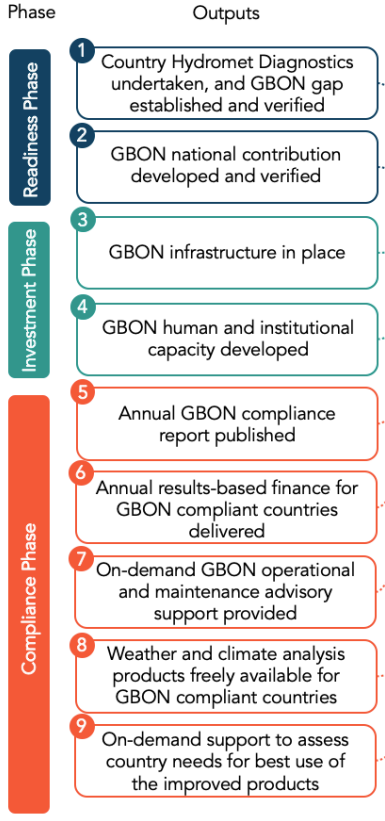 Phase
Outputs
Readiness Phase
1
Country Hydromet Diagnostics
undertaken, and GBON gap
established and verified
2
GBON national contribution
developed and verified
Investment Phase
3
GBON infrastructure in place
4
GBON human and institutional
capacity developed
Compliance Phase
5
Annual GBON compliance
report published
6
Annual results-based finance for
GBON compliant countries
delivered
7
On-demand GBON operational
and maintenance advisory
support provided
8
Weather and climate analysis
products freely available for
GBON compliant countries
9
On-demand support to assess
country needs for best use of
the improved products